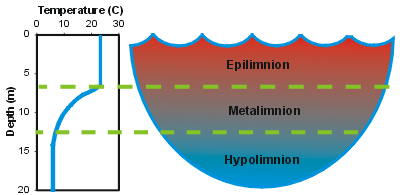 Temperature (C)
0 10 20 30
0
5
10
15
20
Depth (m)
Epilimnion
Metalimnion
Hypolimnion